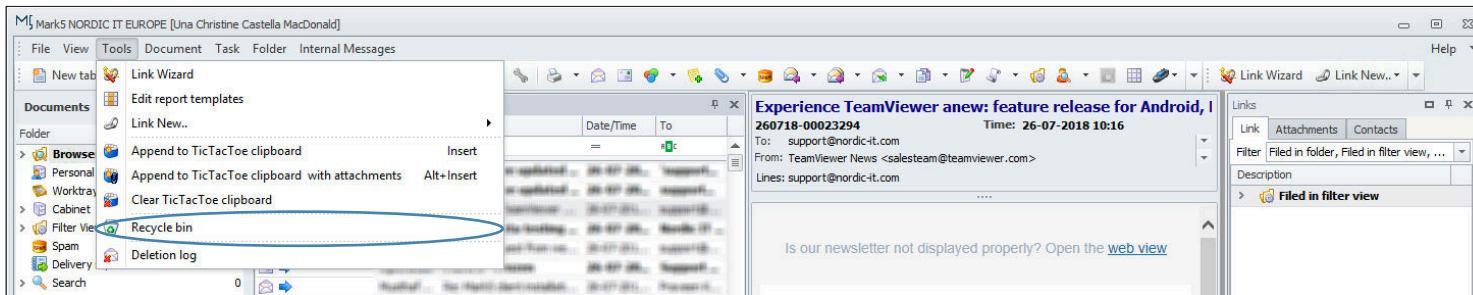 Mark5 NORDIC IT EUROPE [Una Christine Castella MacDonald]
File View Tools Document Task Folder Internal Messages Help
New tab
Link Wizard Link New..
Link Wizard
Edit report templates
Link New..
Append to TicTacToe clipboard Insert
Append to TicTacToe clipboard with attachments Alt+Insert
Clear TicTacToe clipboard
Recycle bin
Deletion log
Documents
Folder
Browse
Personal
Worktray
Cabinet
Filter Vie
Spam
Delivery
Search 0
Date/Time To
=
Experience TeamViewer anew: feature release for Android, I
260718-00023294 Time: 26-07-2018 10:16
To: support@nordic-it.com
From: TeamViewer News <salesteam@teamviewer.com>
Lines: support@nordic-it.com
Is our newsletter not displayed properly? Open the web view
Links
Link Attachments Contacts
Filter Filed in folder, Filed in filter view, ...
Description
Filed in filter view